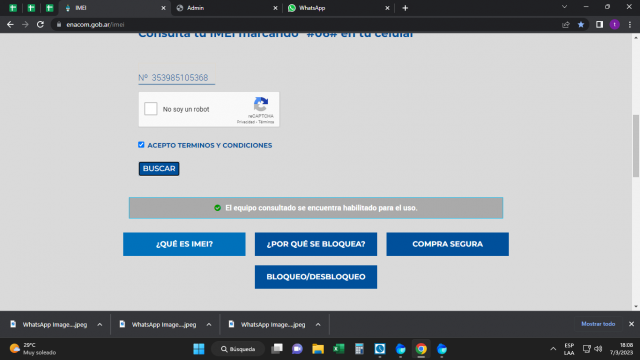 IMEI
Admin
WhatsApp
enacom.gob.ar/imei
Consultá tu IMEI marcando *#06# en tu celular
Nº 353985105368
No soy un robot
reCAPTCHA
Privacidad - Términos
ACEPTO TERMINOS Y CONDICIONES
BUSCAR
El equipo consultado se encuentra habilitado para el uso.
¿QUÉ ES IMEI?
¿POR QUÉ SE BLOQUEA?
COMPRA SEGURA
BLOQUEO/DESBLOQUEO
WhatsApp Image....jpeg
WhatsApp Image....jpeg
WhatsApp Image....jpeg
Mostrar todo
29°C
Muy soleado
Búsqueda
ESP
LAA
18:08
7/3/2023